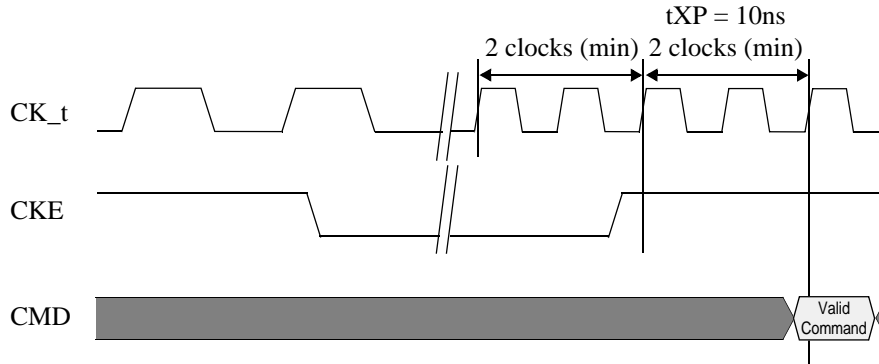 tXP = 10ns
2 clocks (min) 2 clocks (min)
CK_t
CKE
CMD
Valid
Command